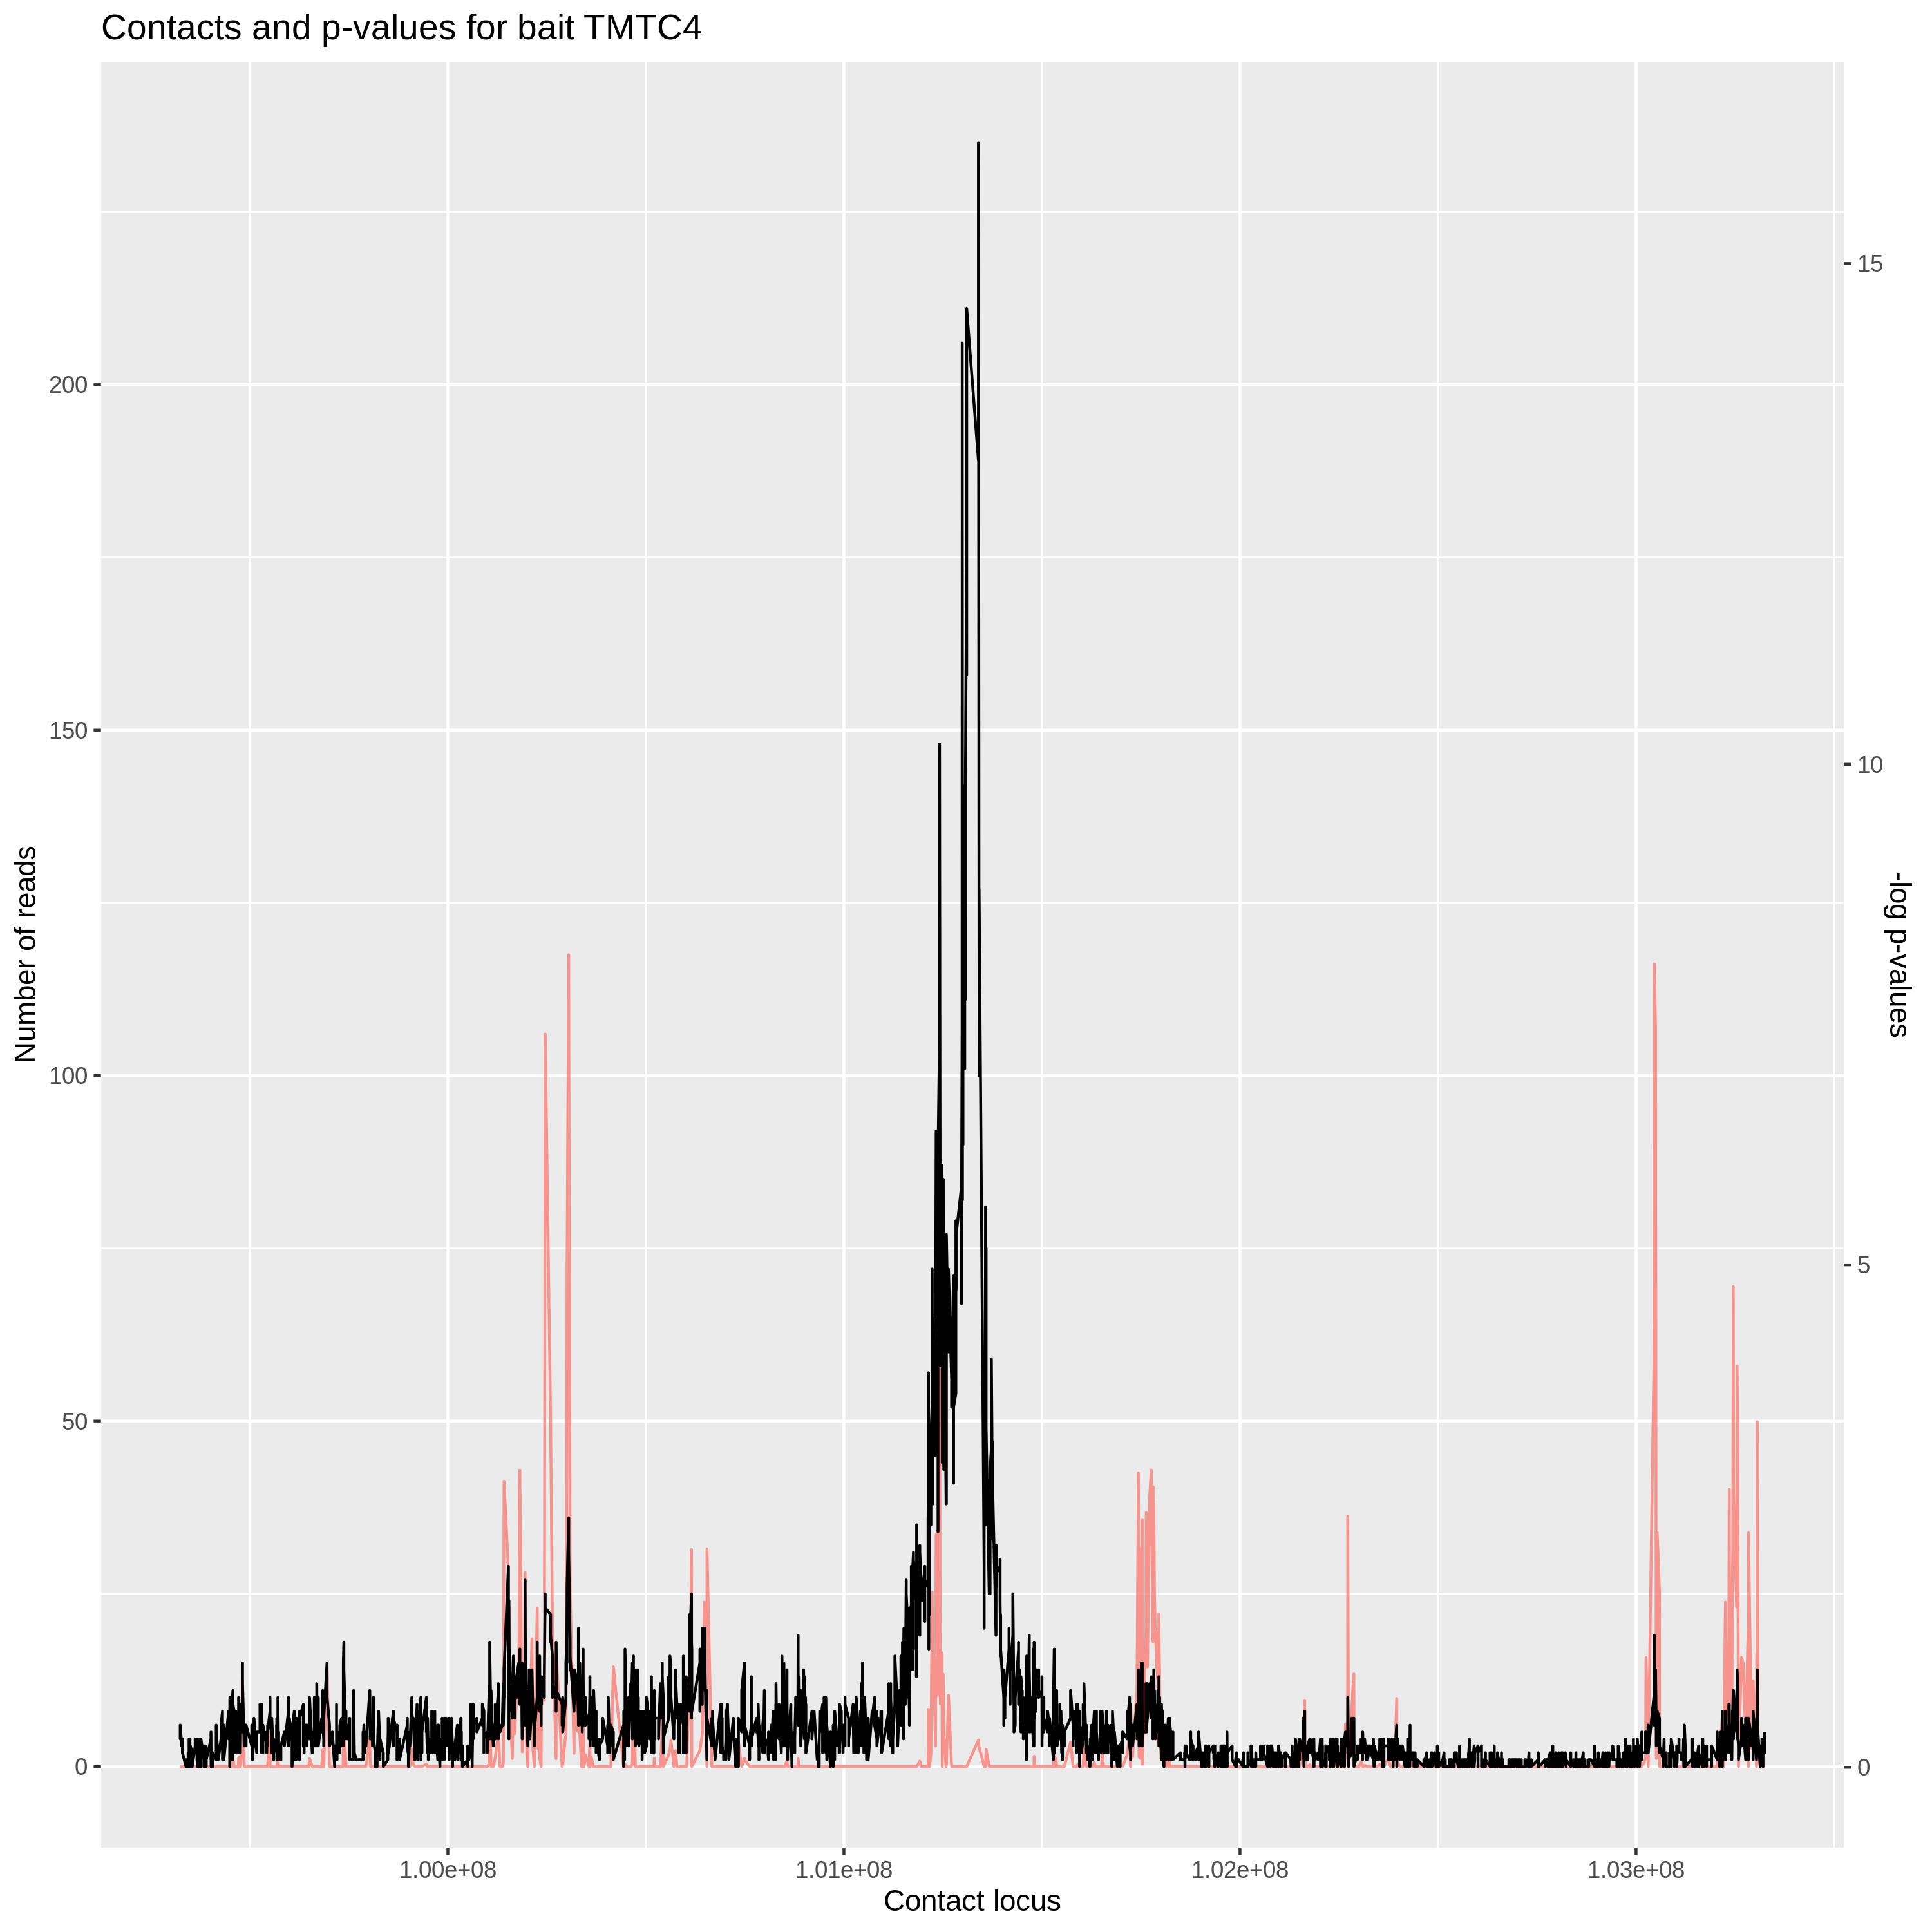 Contacts and p-values for bait TMTC4
Number of reads
200
150
100
50
0
15
10
5
0
-log p-values
1.00e+08
1.01e+08
1.02e+08
1.03e+08
Contact locus